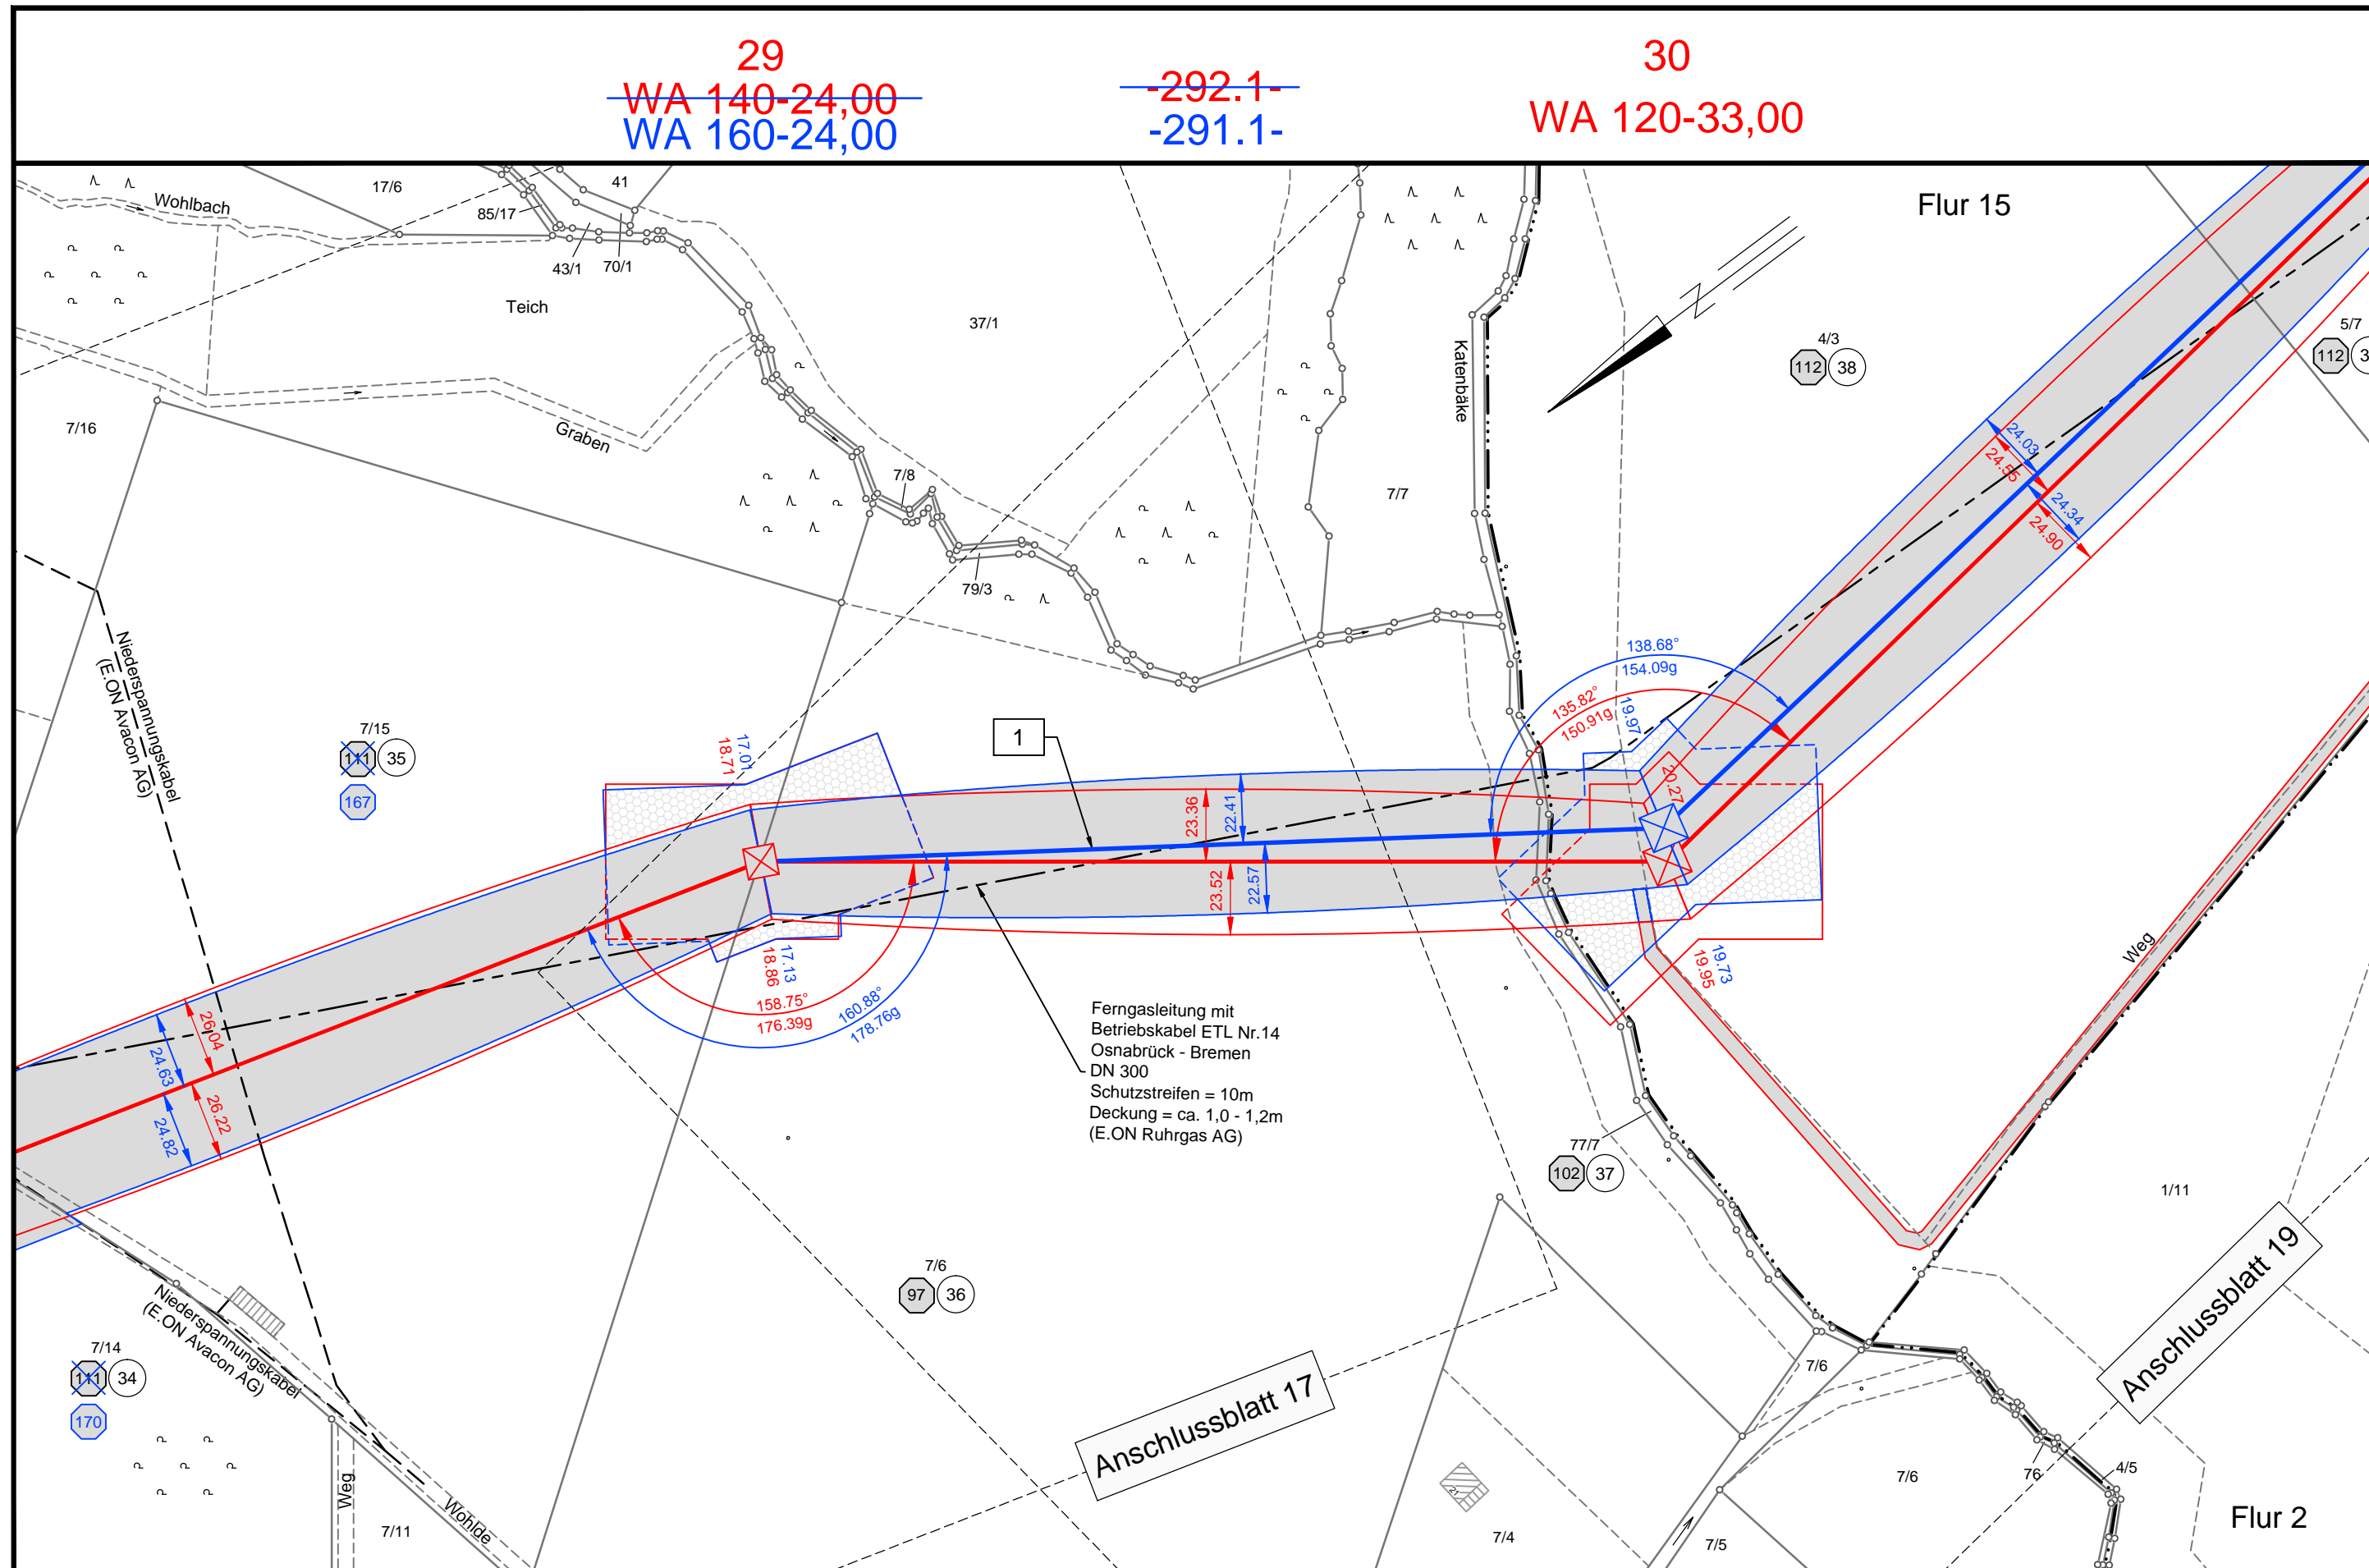 29
WA 140-24,00
WA 160-24,00
-292.1-
-291.1-
30
WA 120-33,00
Wohlbach
17/6
41
85/17
43/1
70/1
Teich
37/1
Flur 15
Katenbäke
4/3
112
38
5/7
112
7/16
Graben
7/8
7/7
79/3
24.03
24.55
24.34
24.90
Niederspannungskabel
(E.ON Avacon AG)
7/15
111
35
167
17.01
18.71
1
138.68°
154.09g
135.82°
150.91g
19.97
20.27
23.36
22.41
23.52
22.57
17.13
18.86
158.75°
176.39g
160.88°
178.76g
19.73
19.95
Weg
26.04
24.63
26.22
24.82
Ferngasleitung mit
Betriebskabel ETL Nr.14
Osnabrück - Bremen
DN 300
Schutzstreifen = 10m
Deckung = ca. 1,0 - 1,2m
(E.ON Ruhrgas AG)
77/7
102
37
1/11
7/6
97
36
Niederspannungskabel
(E.ON Avacon AG)
7/14
111
34
170
Anschlussblatt 17
Anschlussblatt 19
7/6
7/6
76
4/5
Weg
Wohlde
7/11
21
7/4
7/5
Flur 2